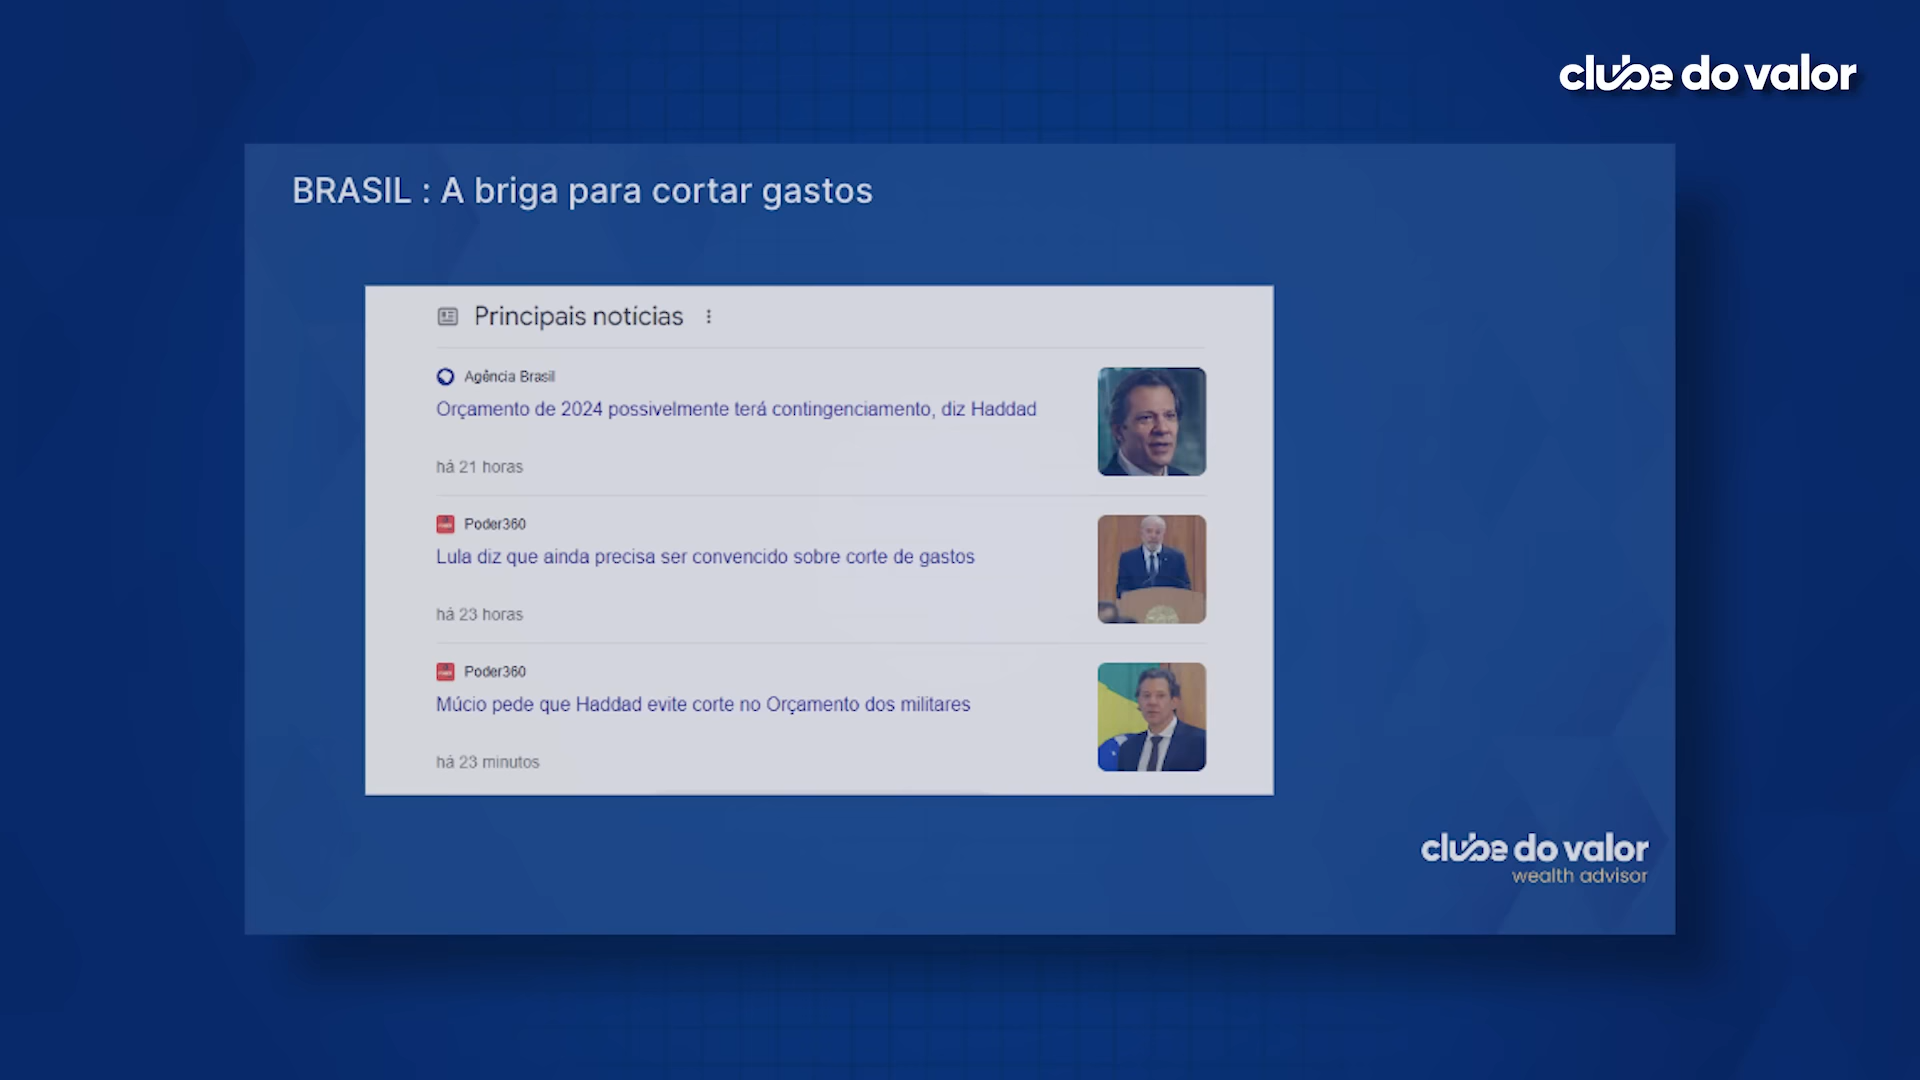 clube do valor
BRASIL : A briga para cortar gastos
Principais notícias
Agência Brasil
Orçamento de 2024 possivelmente terá contingenciamento, diz Haddad
há 21 horas
Poder360
Lula diz que ainda precisa ser convencido sobre corte de gastos
há 23 horas
Poder360
Múcio pede que Haddad evite corte no Orçamento dos militares
há 23 minutos
clube do valor
wealth advisor